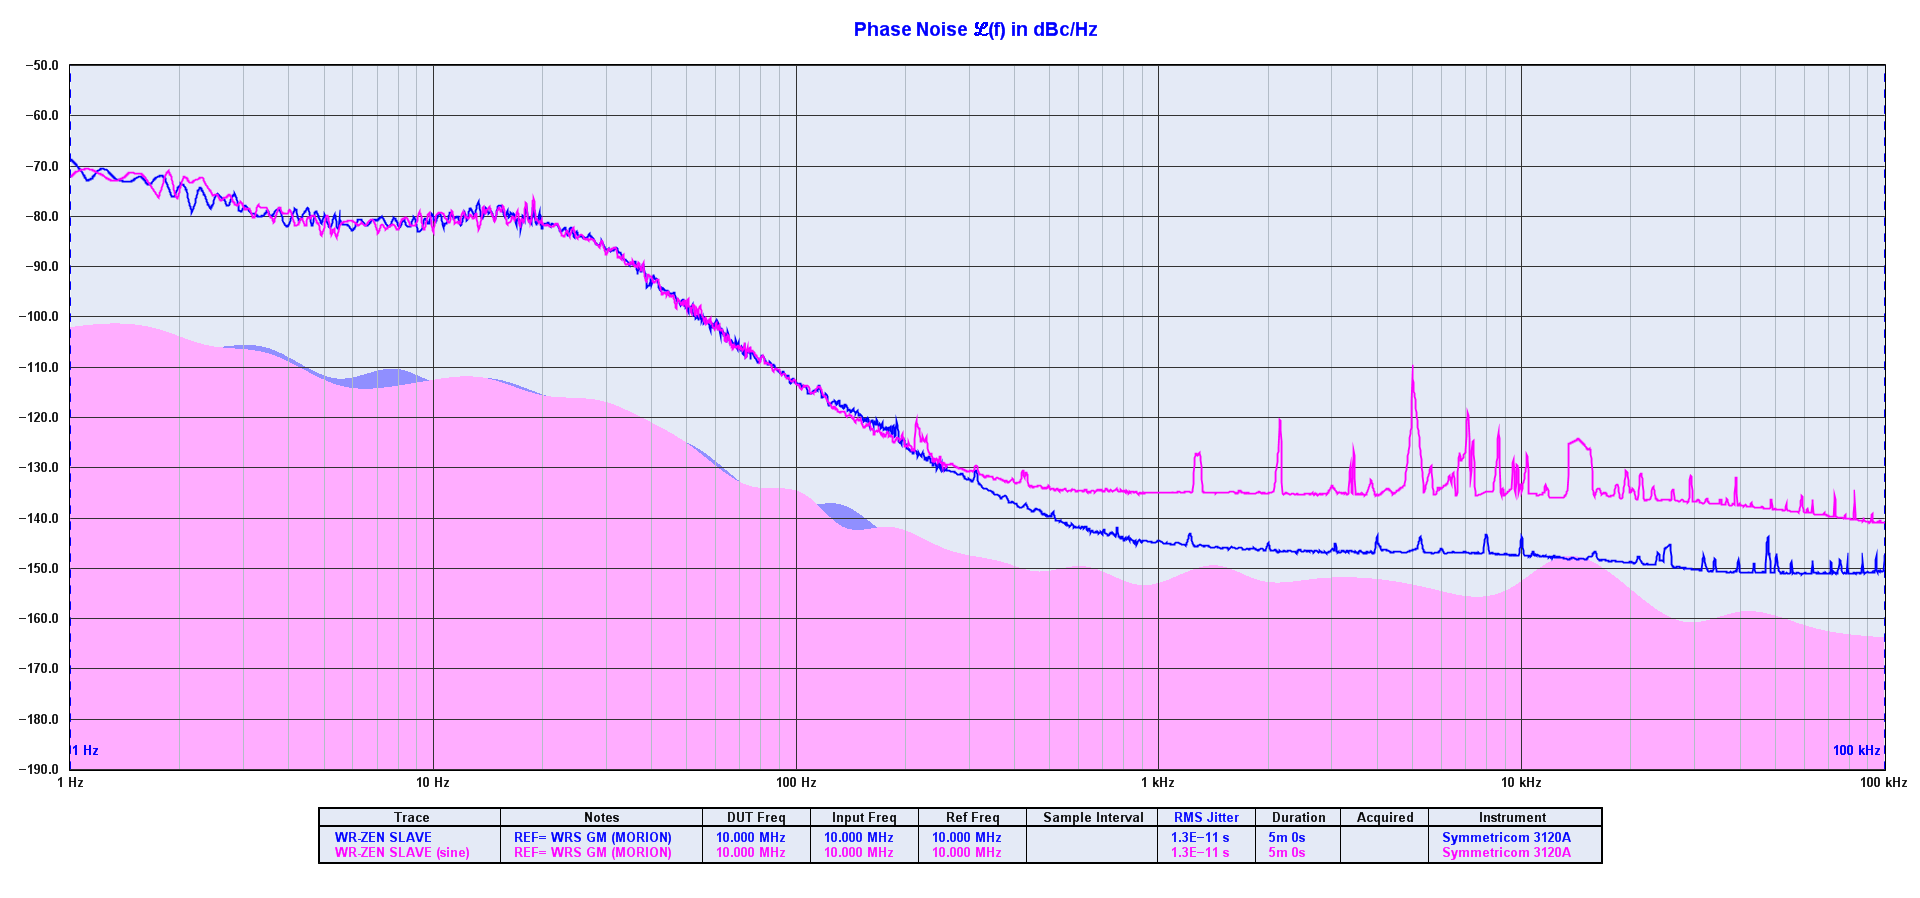 Phase Noise ℒ(f) in dBc/Hz
−50.0
−60.0
−70.0
−80.0
−90.0
−100.0
−110.0
−120.0
−130.0
−140.0
−150.0
−160.0
−170.0
−180.0
−190.0
1 Hz 100 kHz
1 Hz 10 Hz 100 Hz 1 kHz 10 kHz 100 kHz
Trace Notes DUT Freq Input Freq Ref Freq Sample Interval RMS Jitter Duration Acquired Instrument
WR-ZEN SLAVE REF= WRS GM (MORION) 10.000 MHz 10.000 MHz 10.000 MHz 1.3E−11 s 5m 0s Symmetricom 3120A
WR-ZEN SLAVE (sine) REF= WRS GM (MORION) 10.000 MHz 10.000 MHz 10.000 MHz 1.3E−11 s 5m 0s Symmetricom 3120A